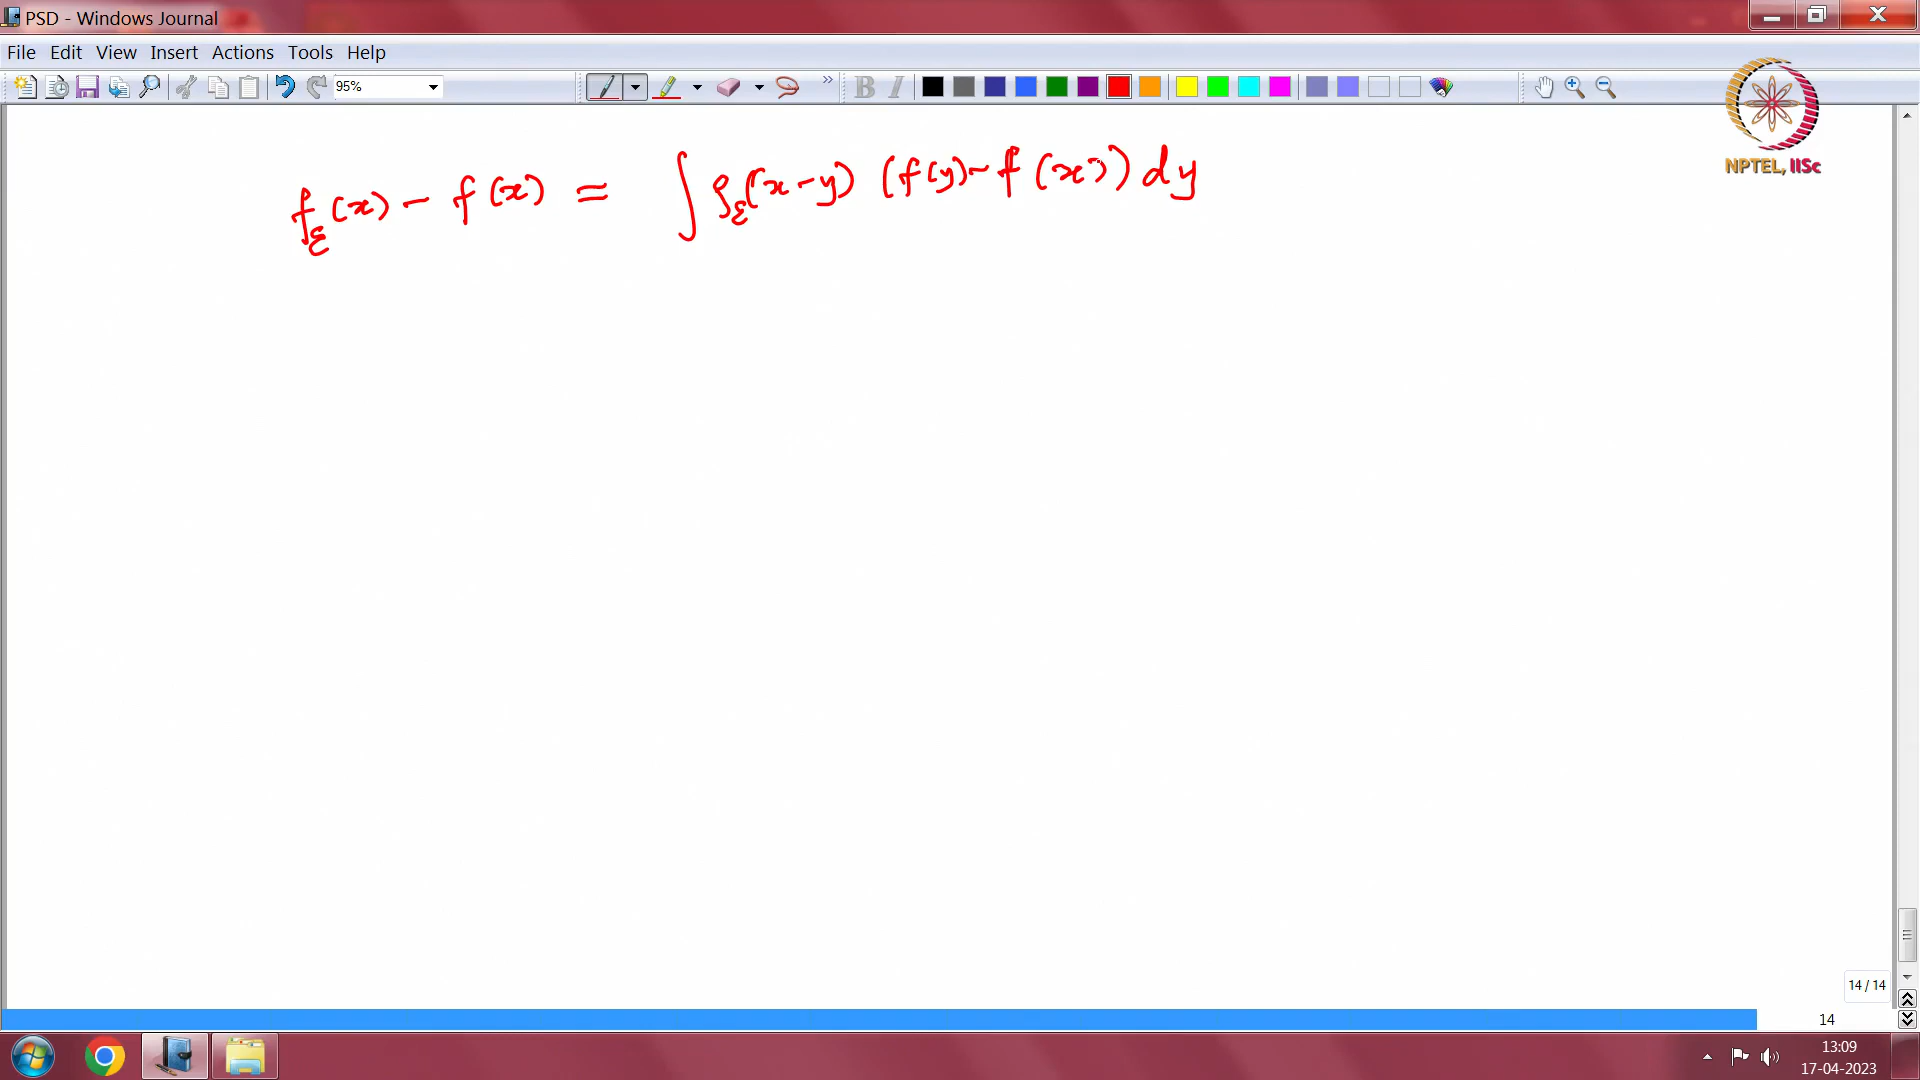 PSD - Windows Journal
File Edit View Insert Actions Tools Help
95%
B I
NPTEL, IISc
f_ε(x) - f(x) = ∫ρ_ε(x-y) (f(y)-f(x)) dy
14 / 14
14
13:09
17-04-2023